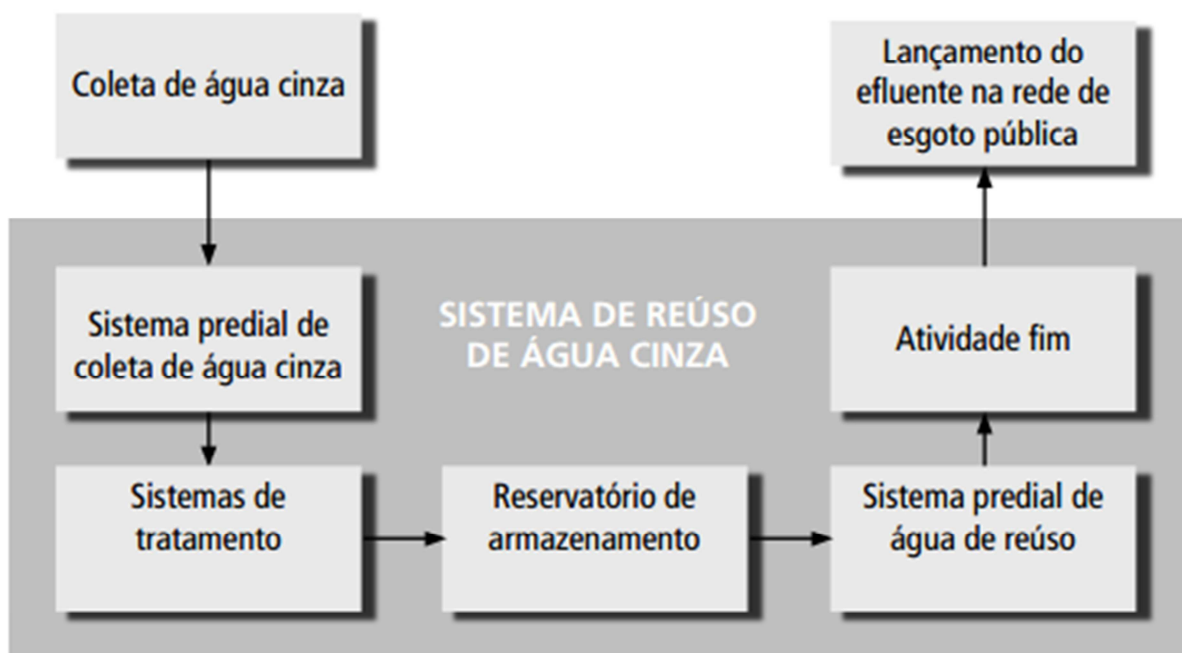 Coleta de água cinza
Sistema predial de
coleta de água cinza
Sistemas de
tratamento
SISTEMA DE REÚSO
DE ÁGUA CINZA
Reservatório de
armazenamento
Sistema predial de
água de reúso
Atividade fim
Lançamento do
efluente na rede de
esgoto pública